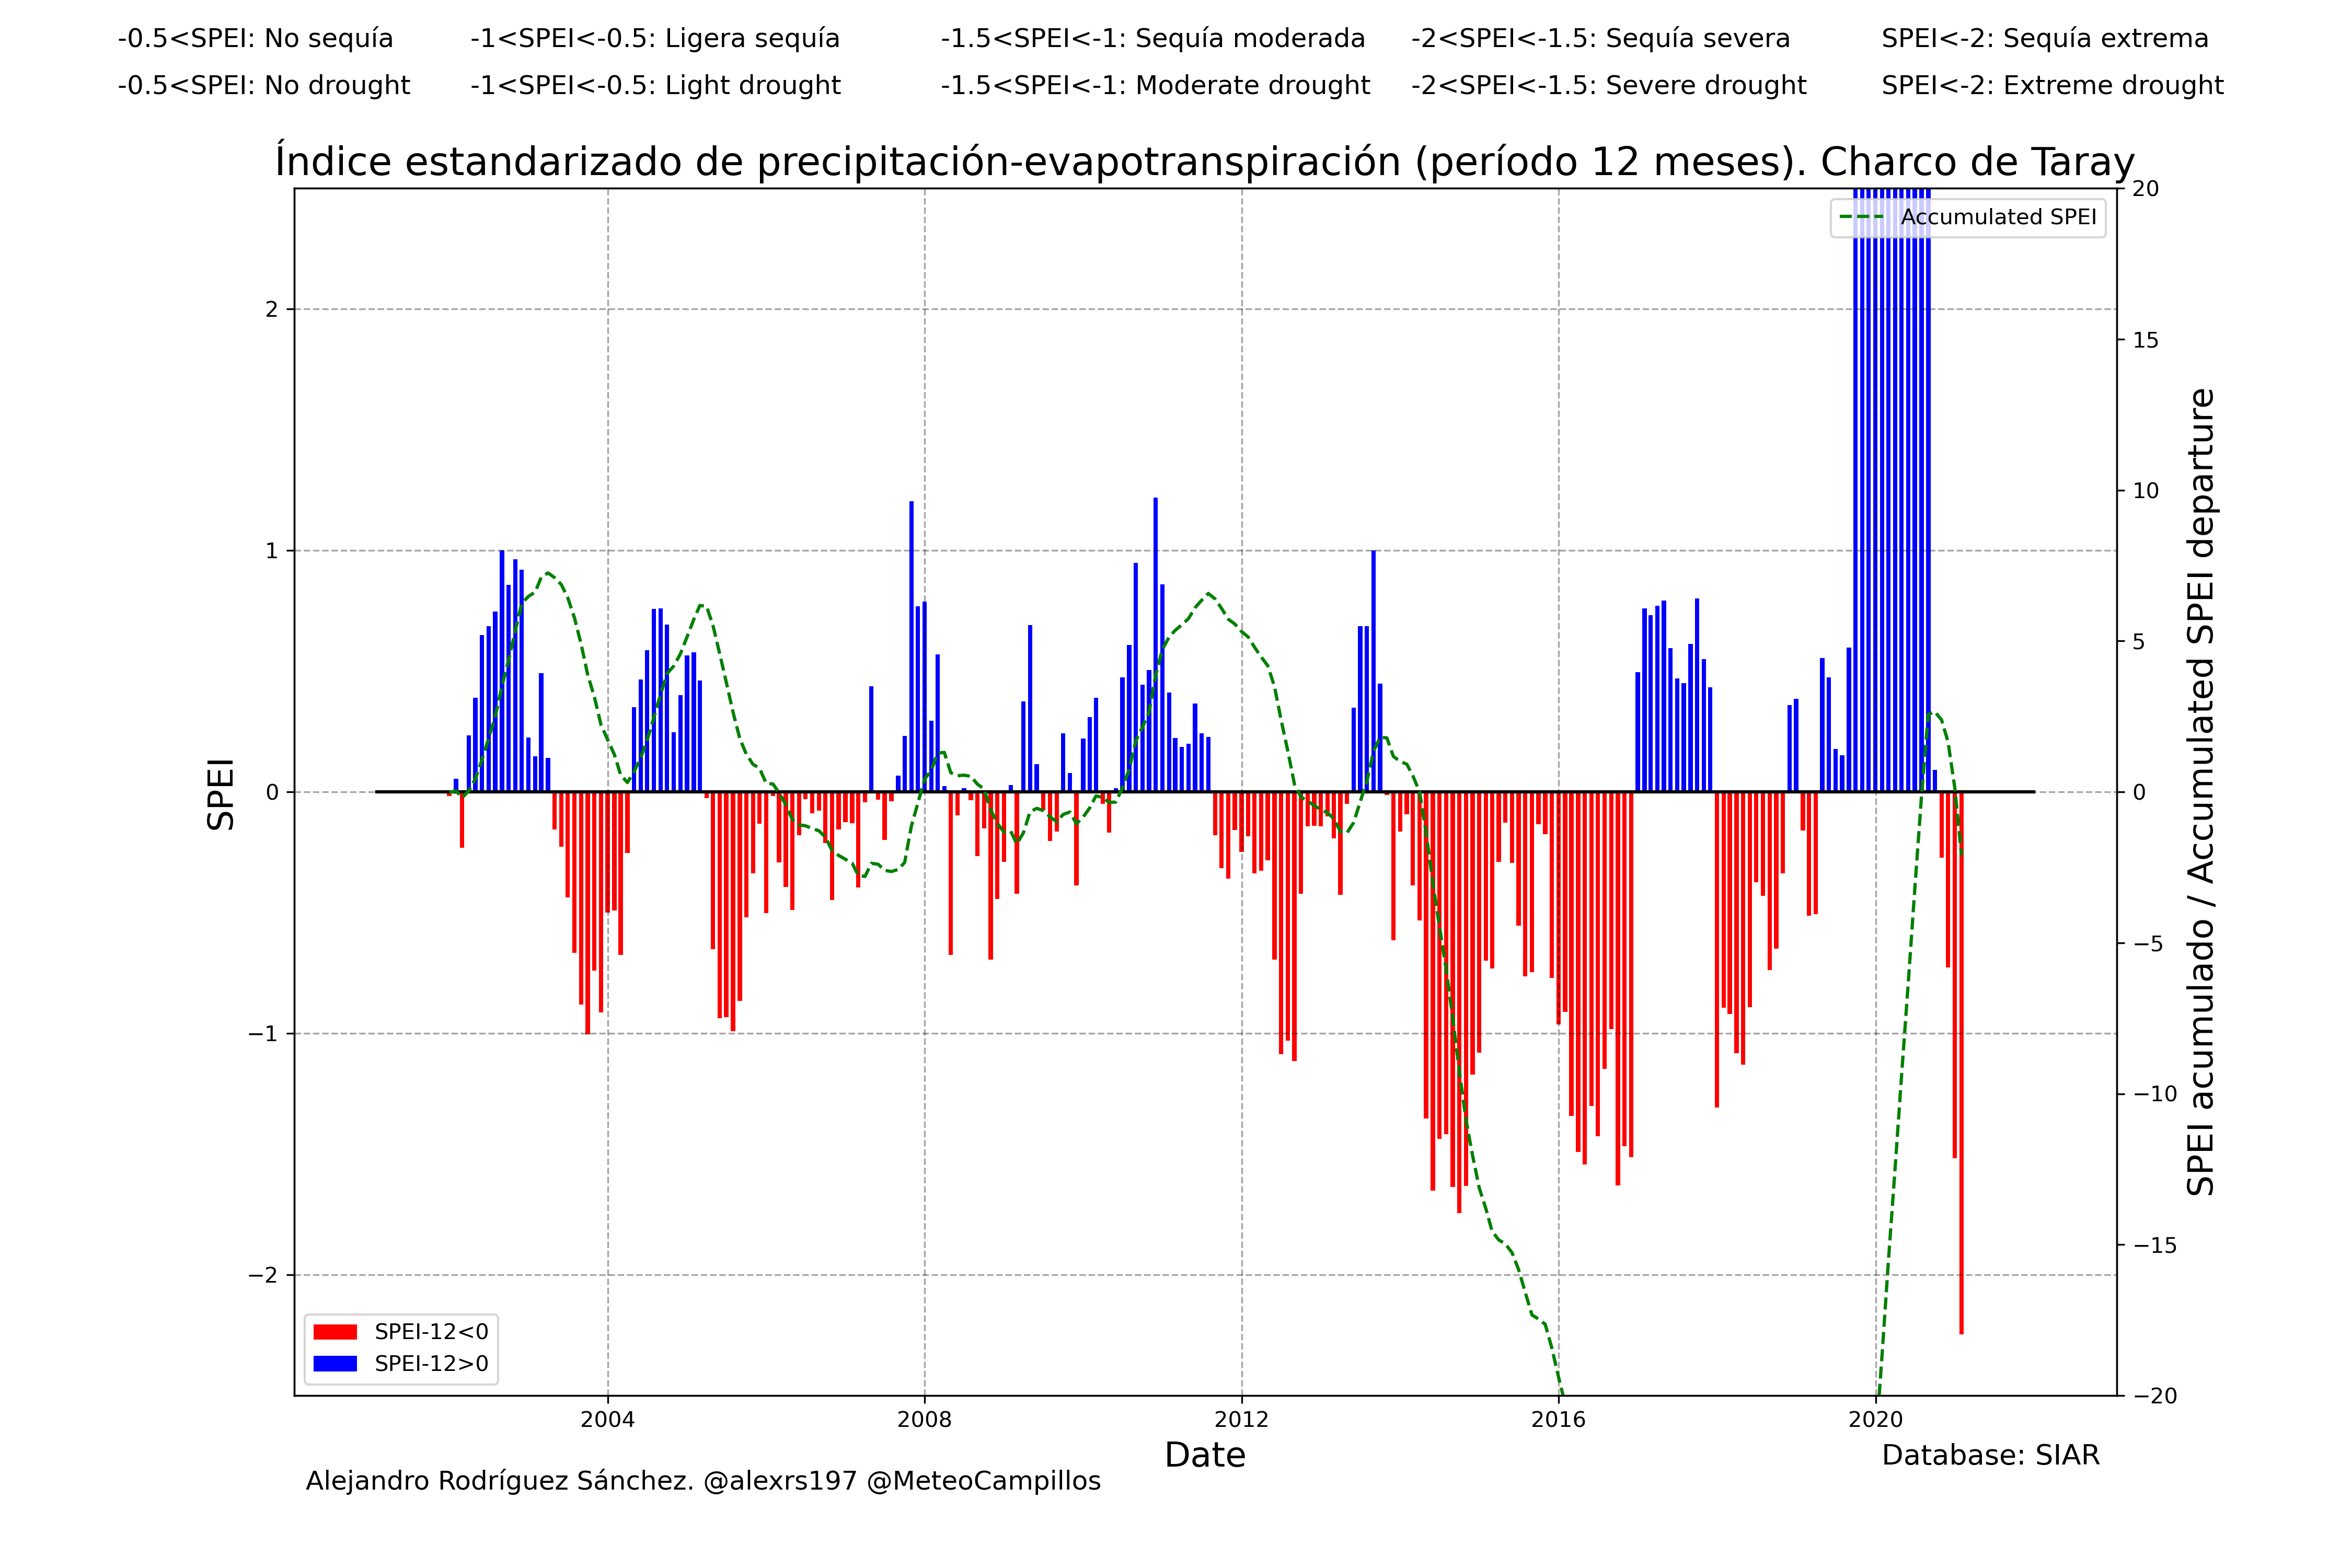 -0.5<SPEI: No sequía -1<SPEI<-0.5: Ligera sequía -1.5<SPEI<-1: Sequía moderada -2<SPEI<-1.5: Sequía severa SPEI<-2: Sequía extrema
-0.5<SPEI: No drought -1<SPEI<-0.5: Light drought -1.5<SPEI<-1: Moderate drought -2<SPEI<-1.5: Severe drought SPEI<-2: Extreme drought
Índice estandarizado de precipitación-evapotranspiración (período 12 meses). Charco de Taray
Accumulated SPEI
SPEI
2
1
0
−1
−2
SPEI-12<0
SPEI-12>0
20
15
10
5
0
−5
−10
−15
−20
SPEI acumulado / Accumulated SPEI departure
2004 2008 2012 2016 2020
Date
Database: SIAR
Alejandro Rodríguez Sánchez. @alexrs197 @MeteoCampillos